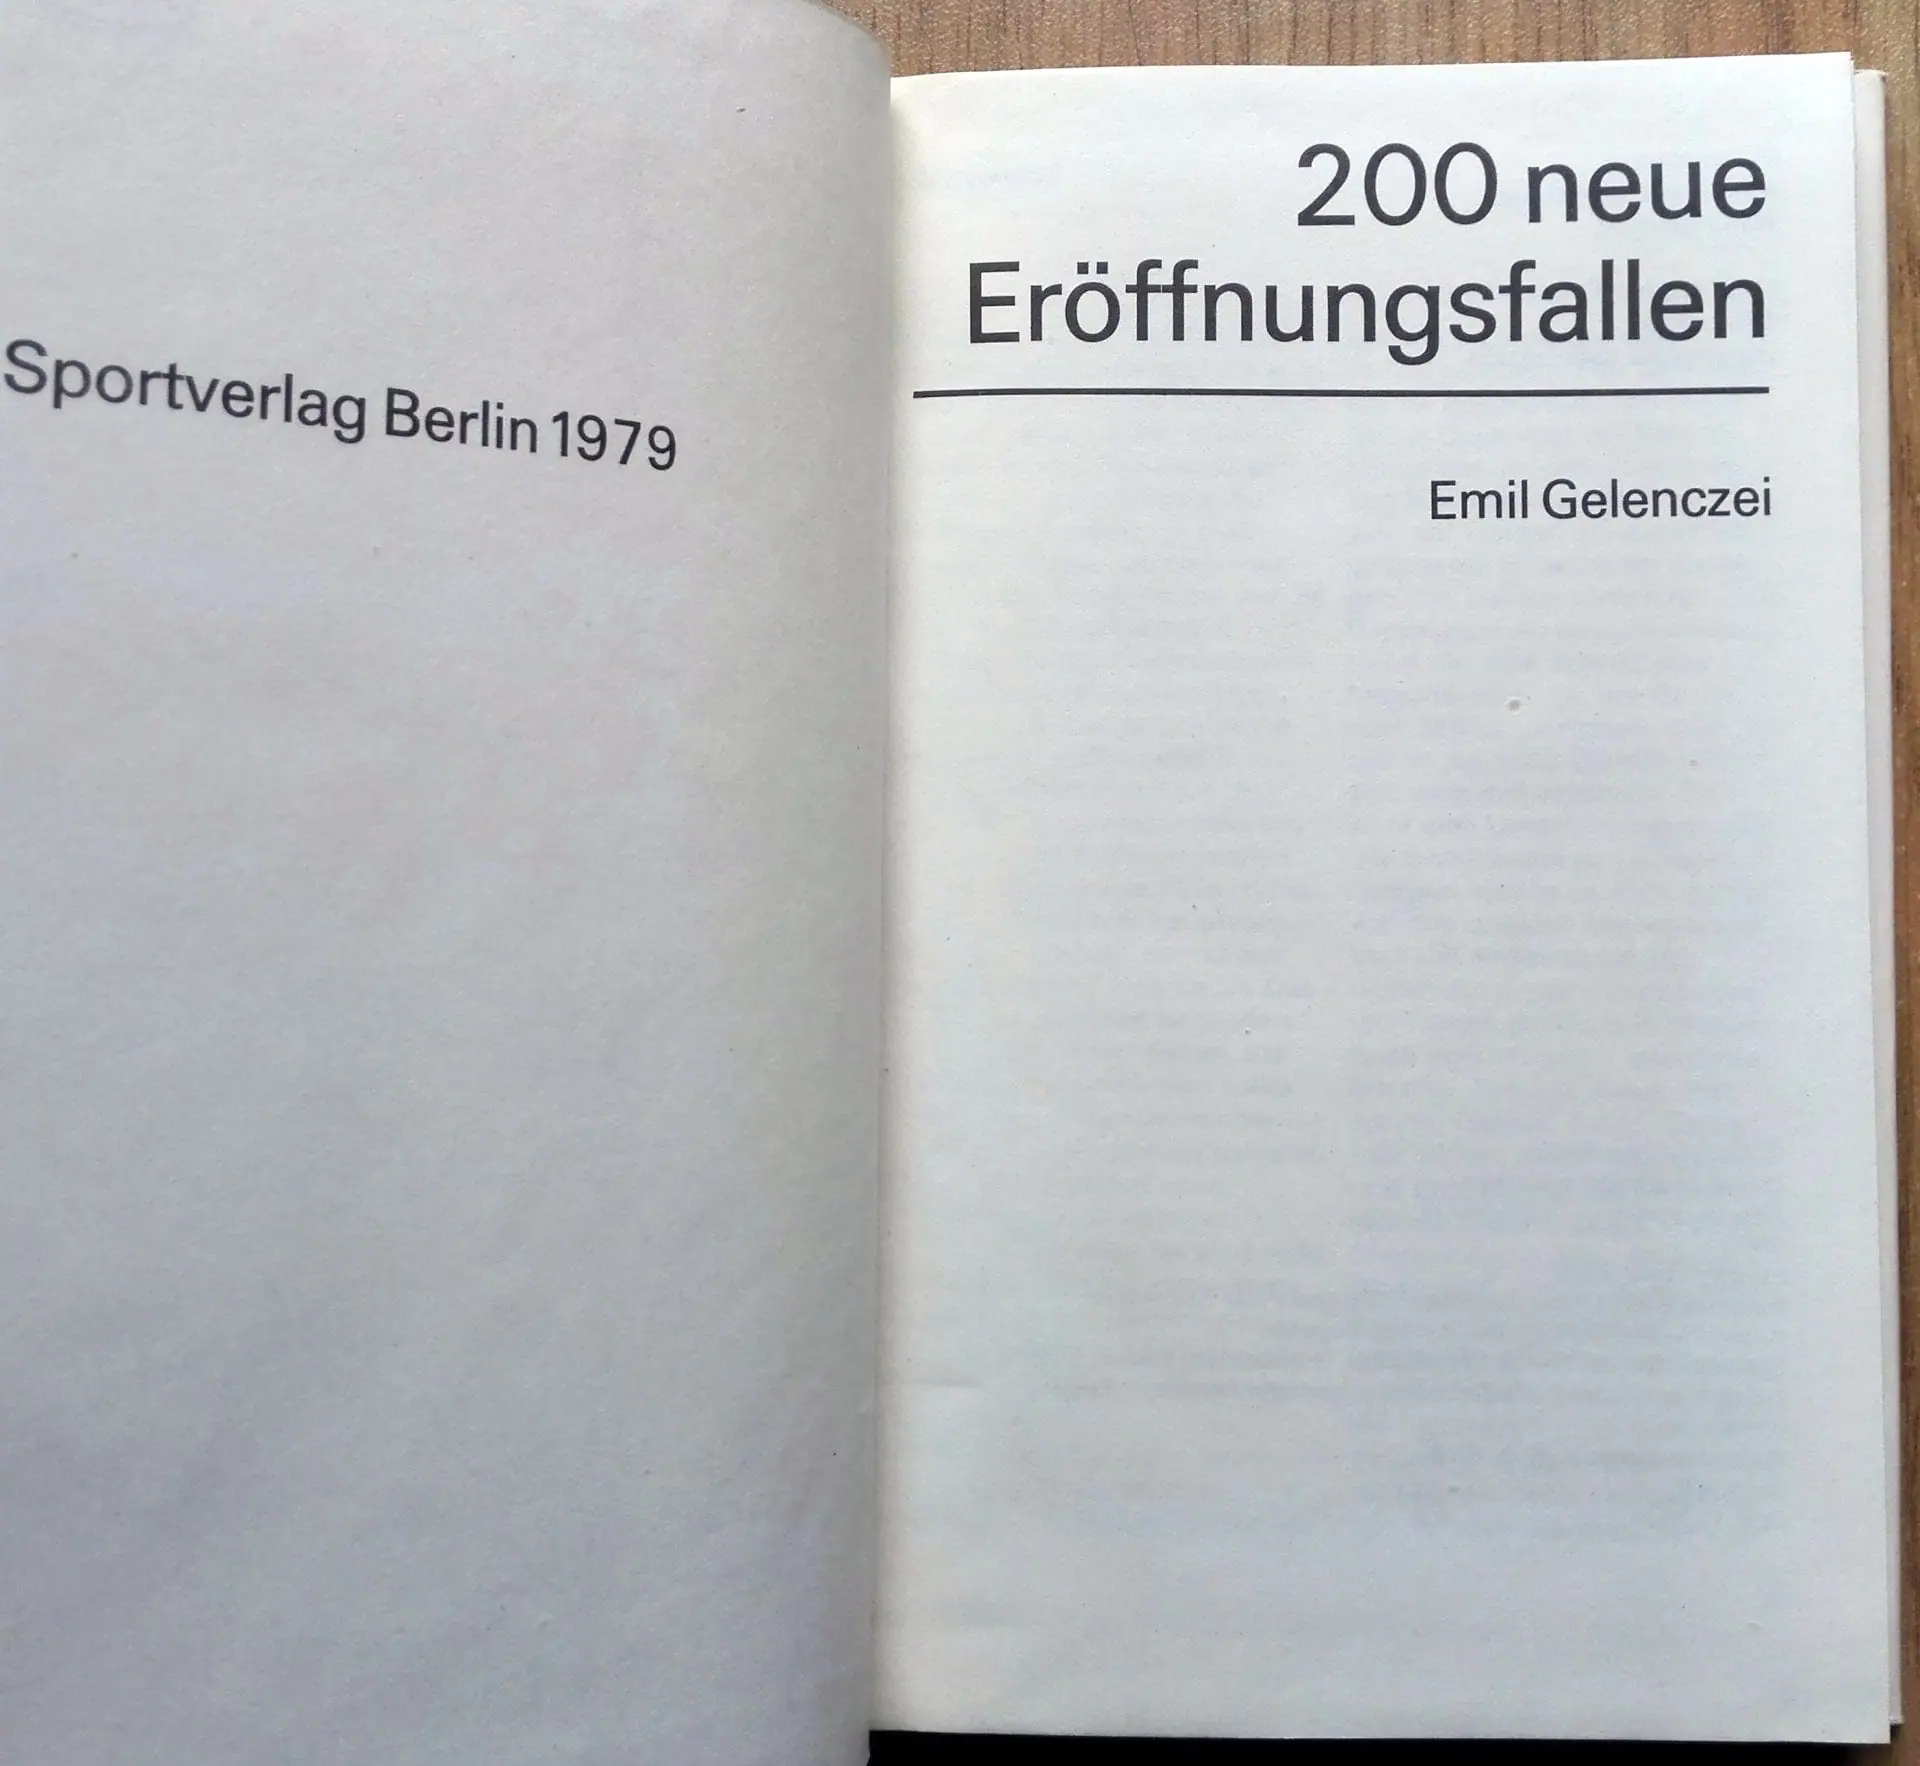 Sportverlag Berlin 1979
200 neue
Eröffnungsfallen
Emil Gelenczei